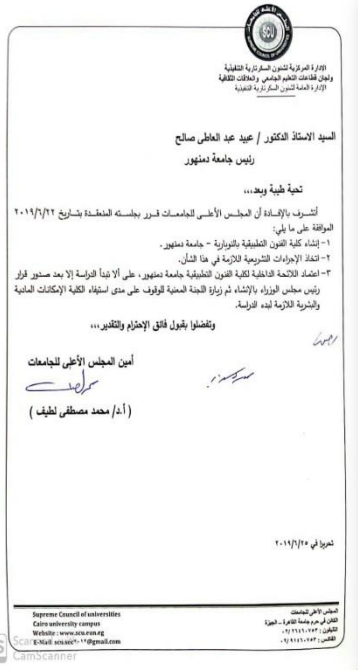 SCU
SUPREME COUNCIL OF UNIVERSITIES
الإدارة المركزية لشئون السكرتارية التنفيذية
ولجان قطاعات التعليم الجامعي والعلاقات الثقافية
الإدارة العامة لشئون السكرتارية التنفيذية
السيد الاستاذ الدكتور / عبيد عبد العاطى صالح
رئيس جامعة دمنهور
تحية طيبة وبعد،،،
أتشرف بالإفادة أن المجلس الأعلى للجامعات قرر بجلسته المنعقدة بتاريخ ٢٠١٩/٦/٢٢
الموافقة على ما يلي:
١- إنشاء كلية الفنون التطبيقية بالنوبارية – جامعة دمنهور.
٢- اتخاذ الإجراءات التشريعية اللازمة في هذا الشأن.
٣- اعتماد اللائحة الداخلية لكلية الفنون التطبيقية جامعة دمنهور، على ألا تبدأ الدراسة إلا بعد صدور قرار
رئيس مجلس الوزراء بالإنشاء ثم زيارة اللجنة المعنية للوقوف على مدى استيفاء الكلية الإمكانات المادية
والبشرية اللازمة لبدء الدراسة.
وتفضلوا بقبول فائق الإحترام والتقدير،،،
أمين المجلس الأعلى للجامعات
( أ.د/ محمد مصطفى لطيف )
تحريرا في ٢٠١٩/٦/٢٥
المجلس الأعلى للجامعات
الكائن في حرم جامعة القاهرة – الجيزة
Supreme Council of universities
Cairo university campus
Website : www.scu.eun.eg
CamScanner